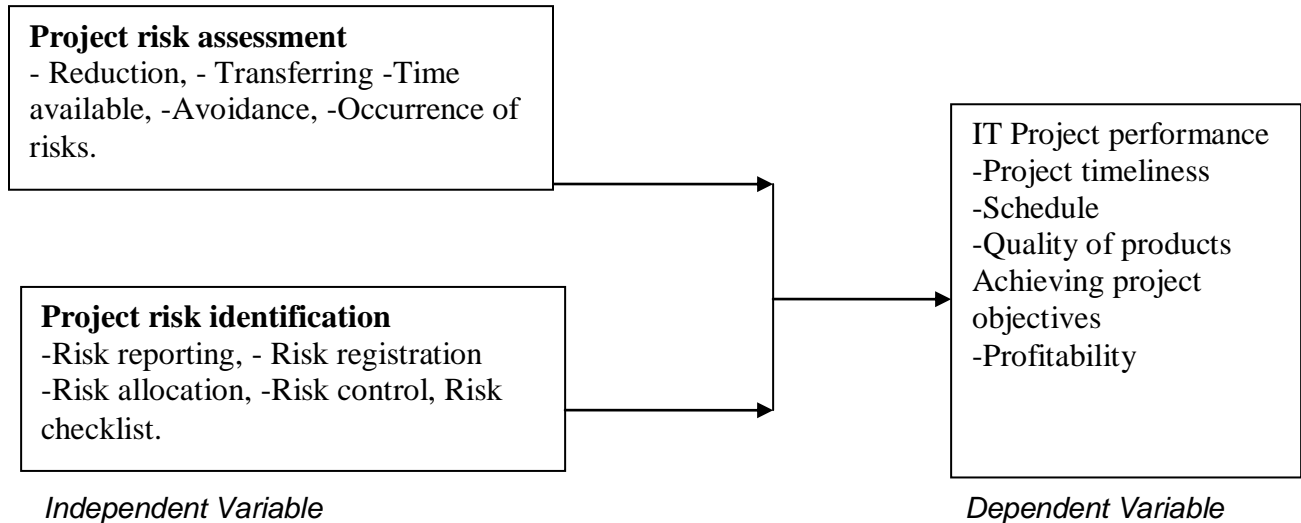 Project risk assessment
- Reduction, - Transferring -Time
available, -Avoidance, -Occurrence of
risks.
Project risk identification
-Risk reporting, - Risk registration
-Risk allocation, -Risk control, Risk
checklist.
IT Project performance
-Project timeliness
-Schedule
-Quality of products
Achieving project
objectives
-Profitability
Independent Variable
Dependent Variable